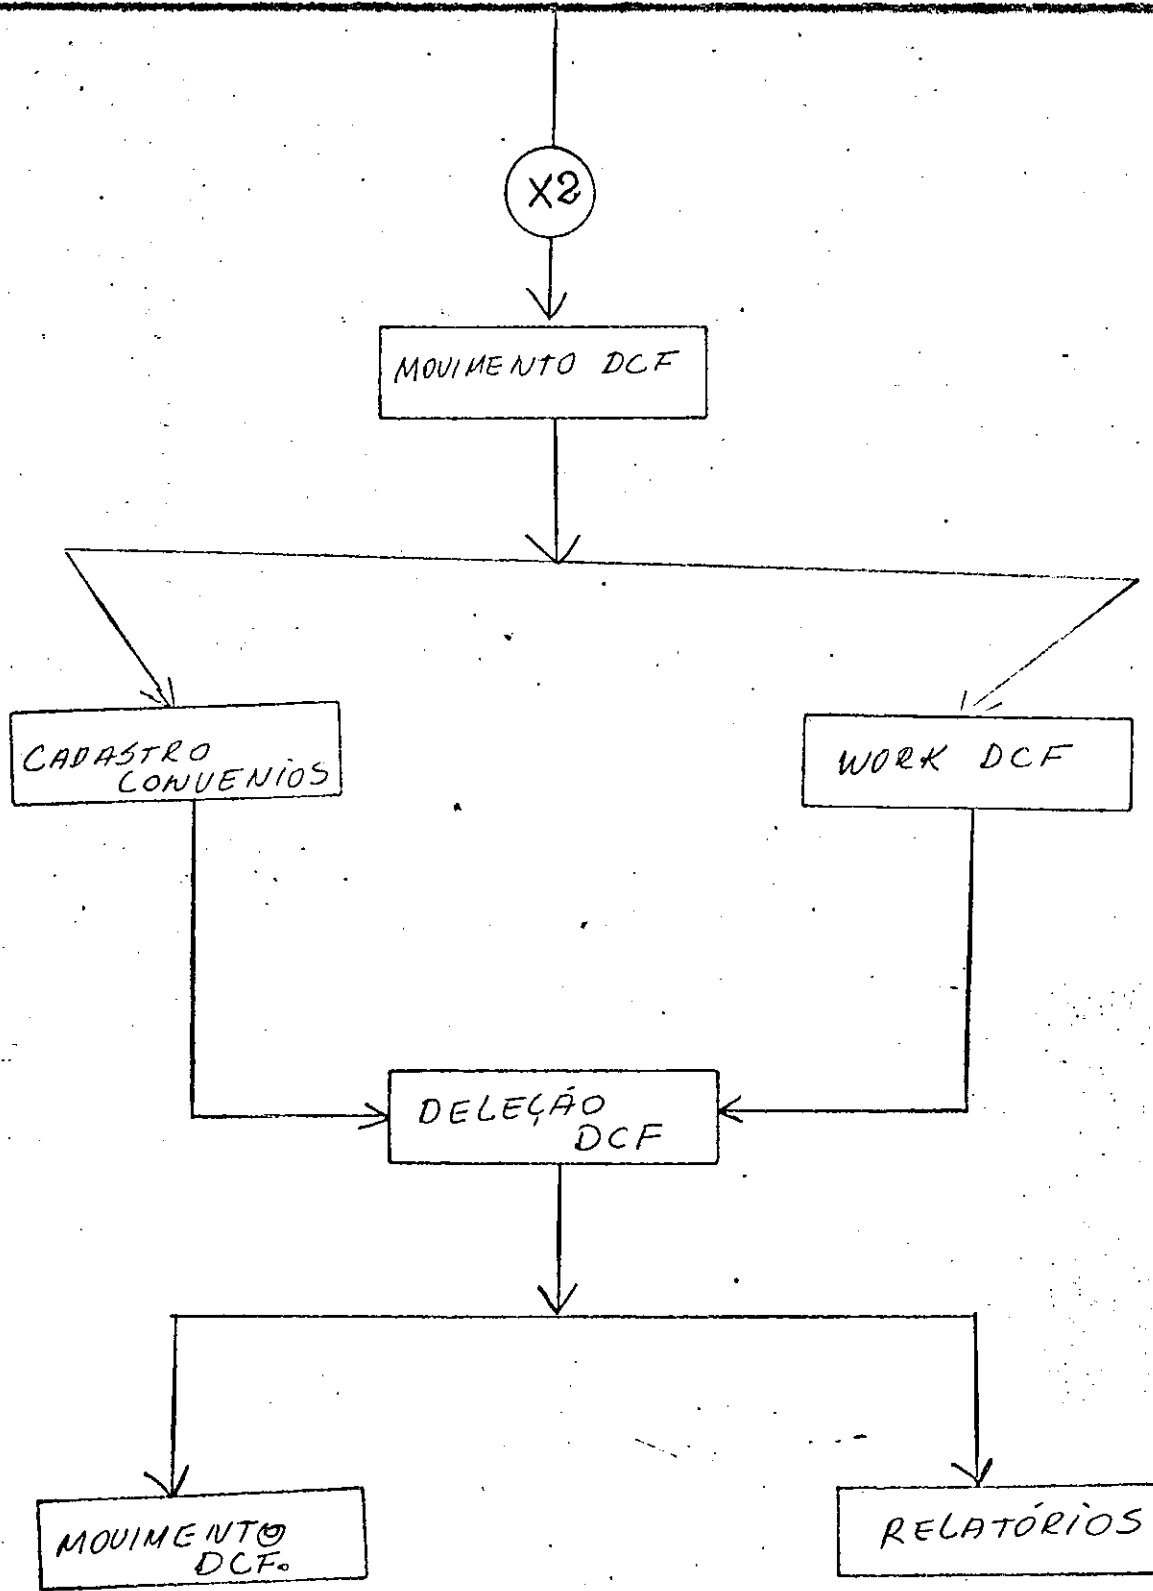 X2
MOVIMENTO DCF
CADASTRO
CONVENIOS
WORK DCF
DELEÇÃO
DCF
MOVIMENTO
DCF.
RELATÓRIOS